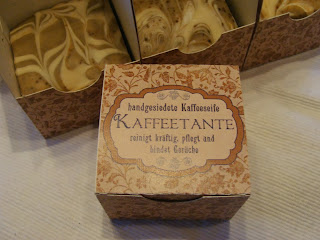 handgesiedete Kaffeeseife
KAFFEETANTE
reinigt kräftig, pflegt und
bindet Gerüche